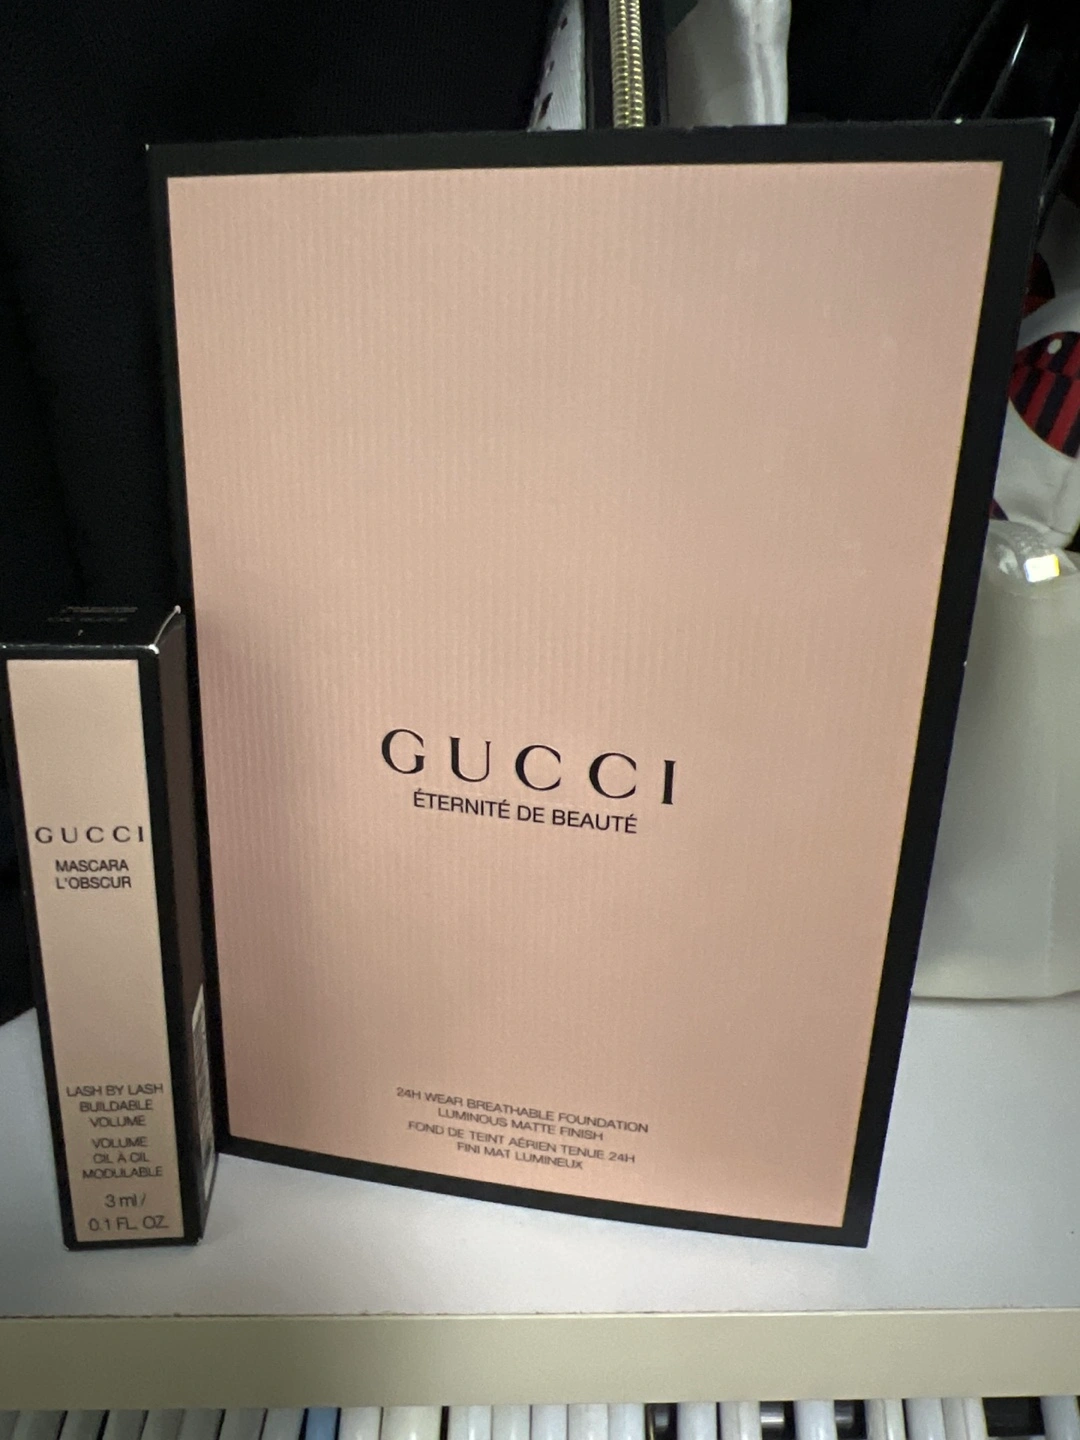 GUCCI
MASCARA
L'OBSCUR
LASH BY LASH
BUILDABLE
VOLUME
VOLUME
CIL À CIL
MODULABLE
3 ml /
0.1 FL. OZ.
GUCCI
ÉTERNITÉ DE BEAUTÉ
24H WEAR BREATHABLE FOUNDATION
LUMINOUS MATTE FINISH
FOND DE TEINT AÉRIEN TENUE 24H
FINI MAT LUMINEUX